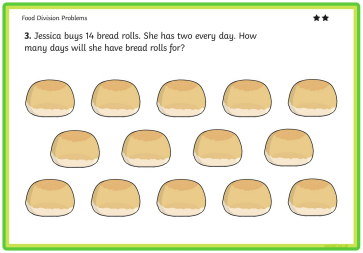 Food Division Problems
3. Jessica buys 14 bread rolls. She has two every day. How
many days will she have bread rolls for?